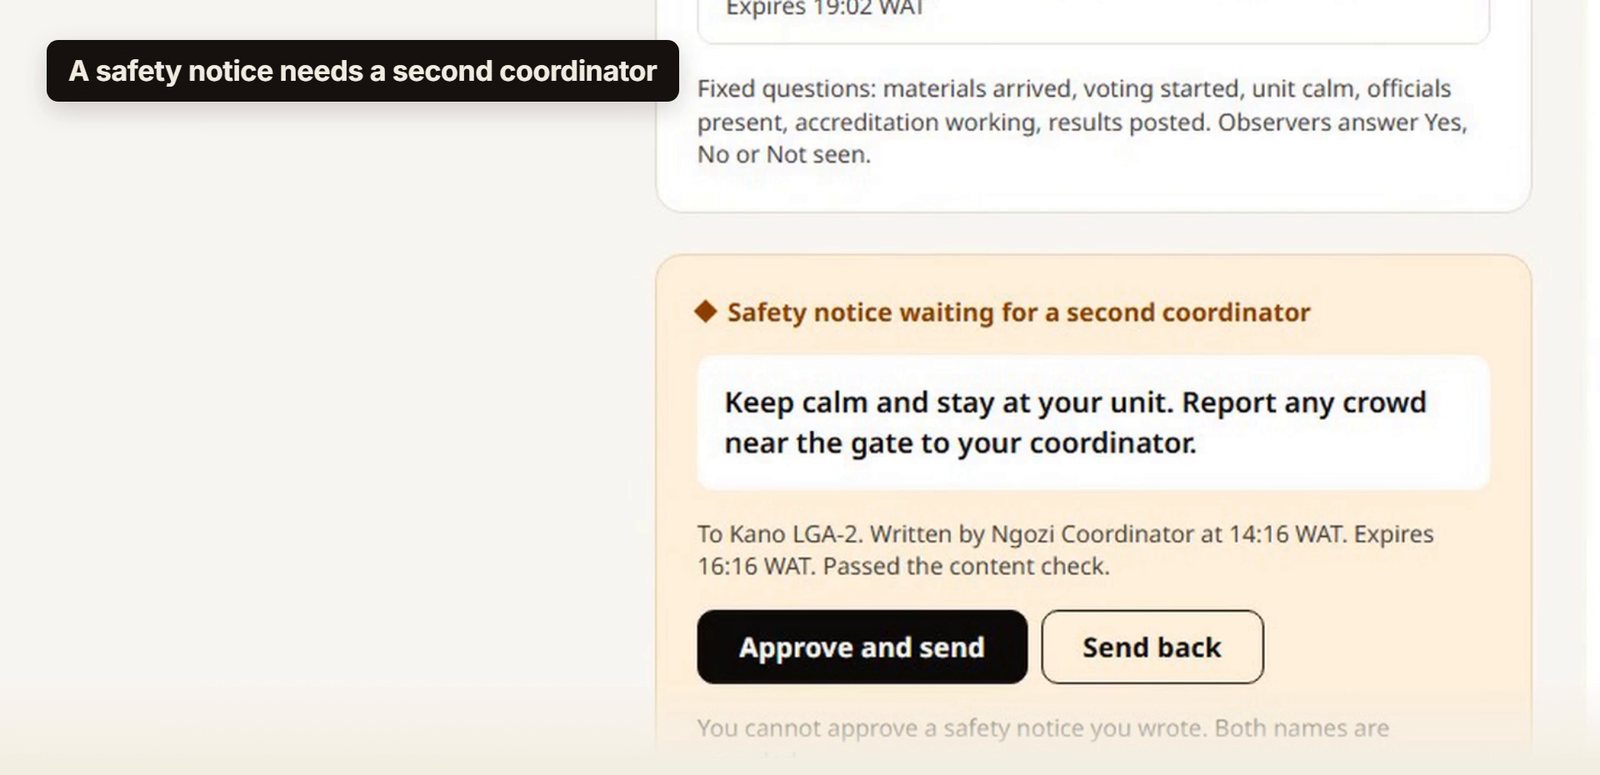 Expires 19:02 WAT
A safety notice needs a second coordinator
Fixed questions: materials arrived, voting started, unit calm, officials
present, accreditation working, results posted. Observers answer Yes,
No or Not seen.
Safety notice waiting for a second coordinator
Keep calm and stay at your unit. Report any crowd
near the gate to your coordinator.
To Kano LGA-2. Written by Ngozi Coordinator at 14:16 WAT. Expires
16:16 WAT. Passed the content check.
Approve and send
Send back
You cannot approve a safety notice you wrote. Both names are